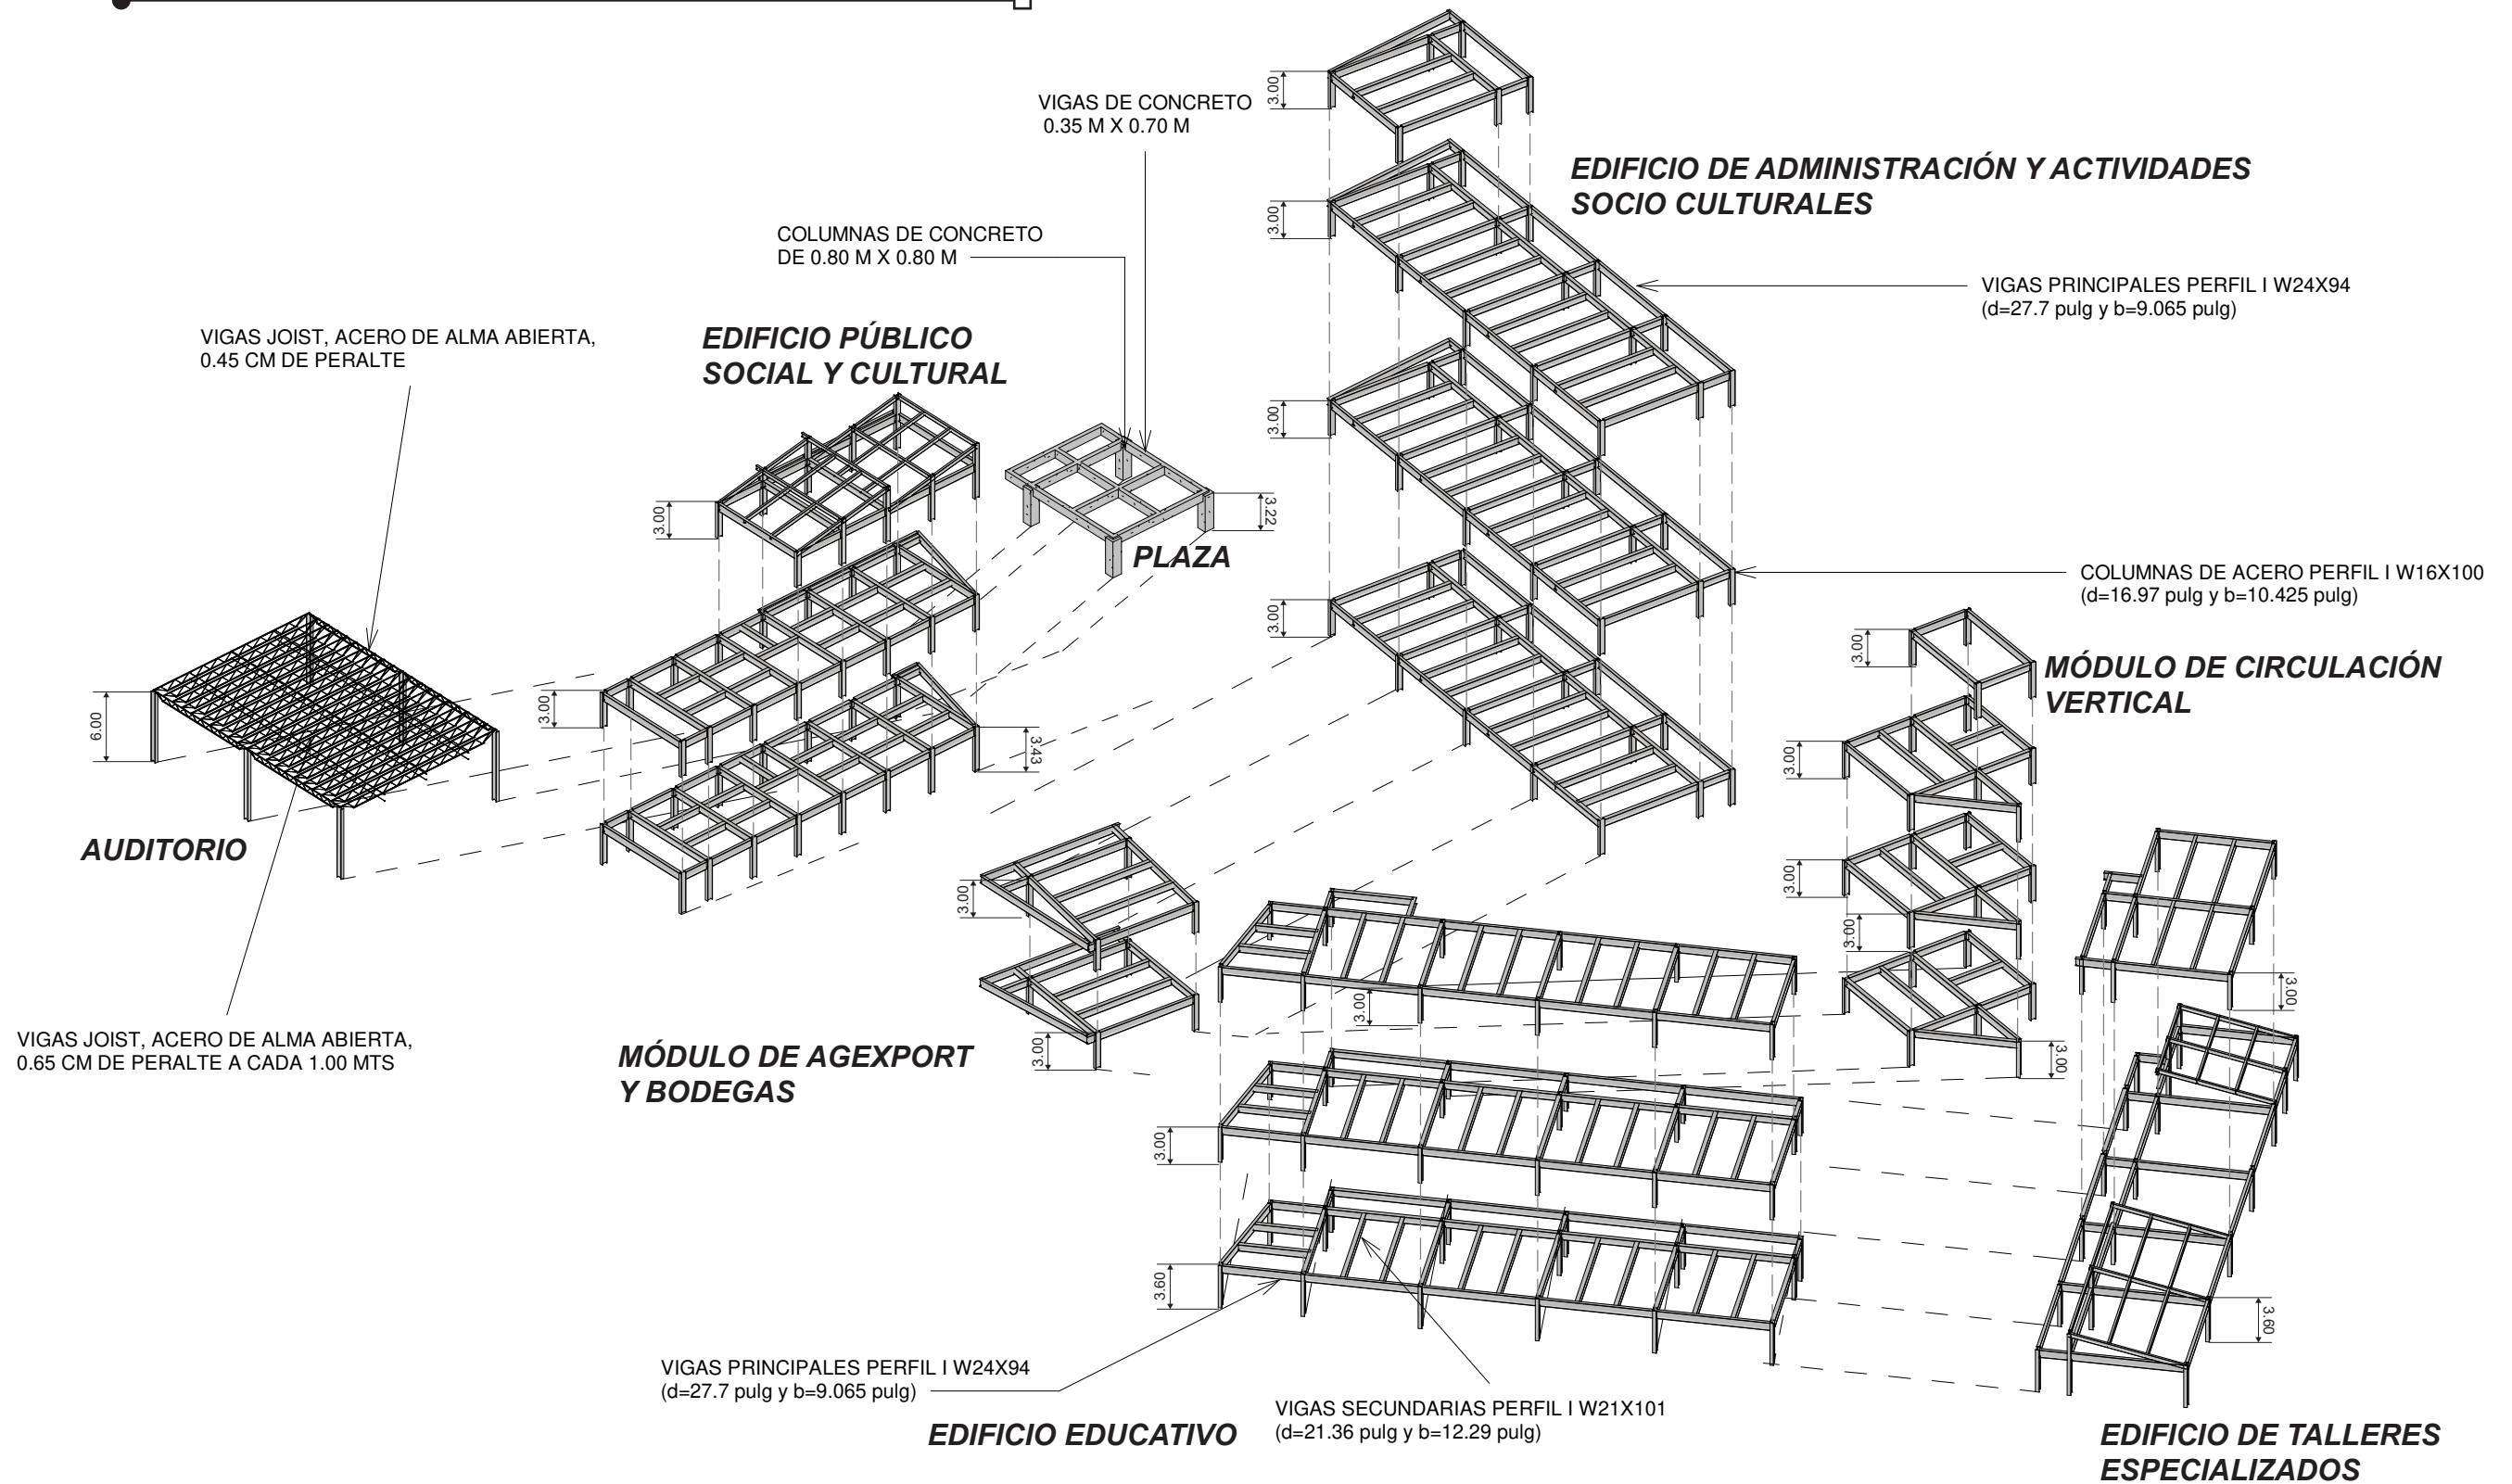 3.00
VIGAS DE CONCRETO
0.35 M X 0.70 M
EDIFICIO DE ADMINISTRACIÓN Y ACTIVIDADES
SOCIO CULTURALES
3.00
COLUMNAS DE CONCRETO
DE 0.80 M X 0.80 M
VIGAS PRINCIPALES PERFIL I W24X94
(d=27.7 pulg y b=9.065 pulg)
VIGAS JOIST, ACERO DE ALMA ABIERTA,
0.45 CM DE PERALTE
EDIFICIO PÚBLICO
SOCIAL Y CULTURAL
3.00
3.00
3.22
PLAZA
COLUMNAS DE ACERO PERFIL I W16X100
(d=16.97 pulg y b=10.425 pulg)
3.00
3.00
MÓDULO DE CIRCULACIÓN
VERTICAL
6.00
3.00
3.43
3.00
AUDITORIO
3.00
3.00
3.00
3.00
3.00
VIGAS JOIST, ACERO DE ALMA ABIERTA,
0.65 CM DE PERALTE A CADA 1.00 MTS
MÓDULO DE AGEXPORT
Y BODEGAS
3.00
3.00
3.00
3.60
3.60
VIGAS PRINCIPALES PERFIL I W24X94
(d=27.7 pulg y b=9.065 pulg)
VIGAS SECUNDARIAS PERFIL I W21X101
(d=21.36 pulg y b=12.29 pulg)
EDIFICIO EDUCATIVO
EDIFICIO DE TALLERES
ESPECIALIZADOS